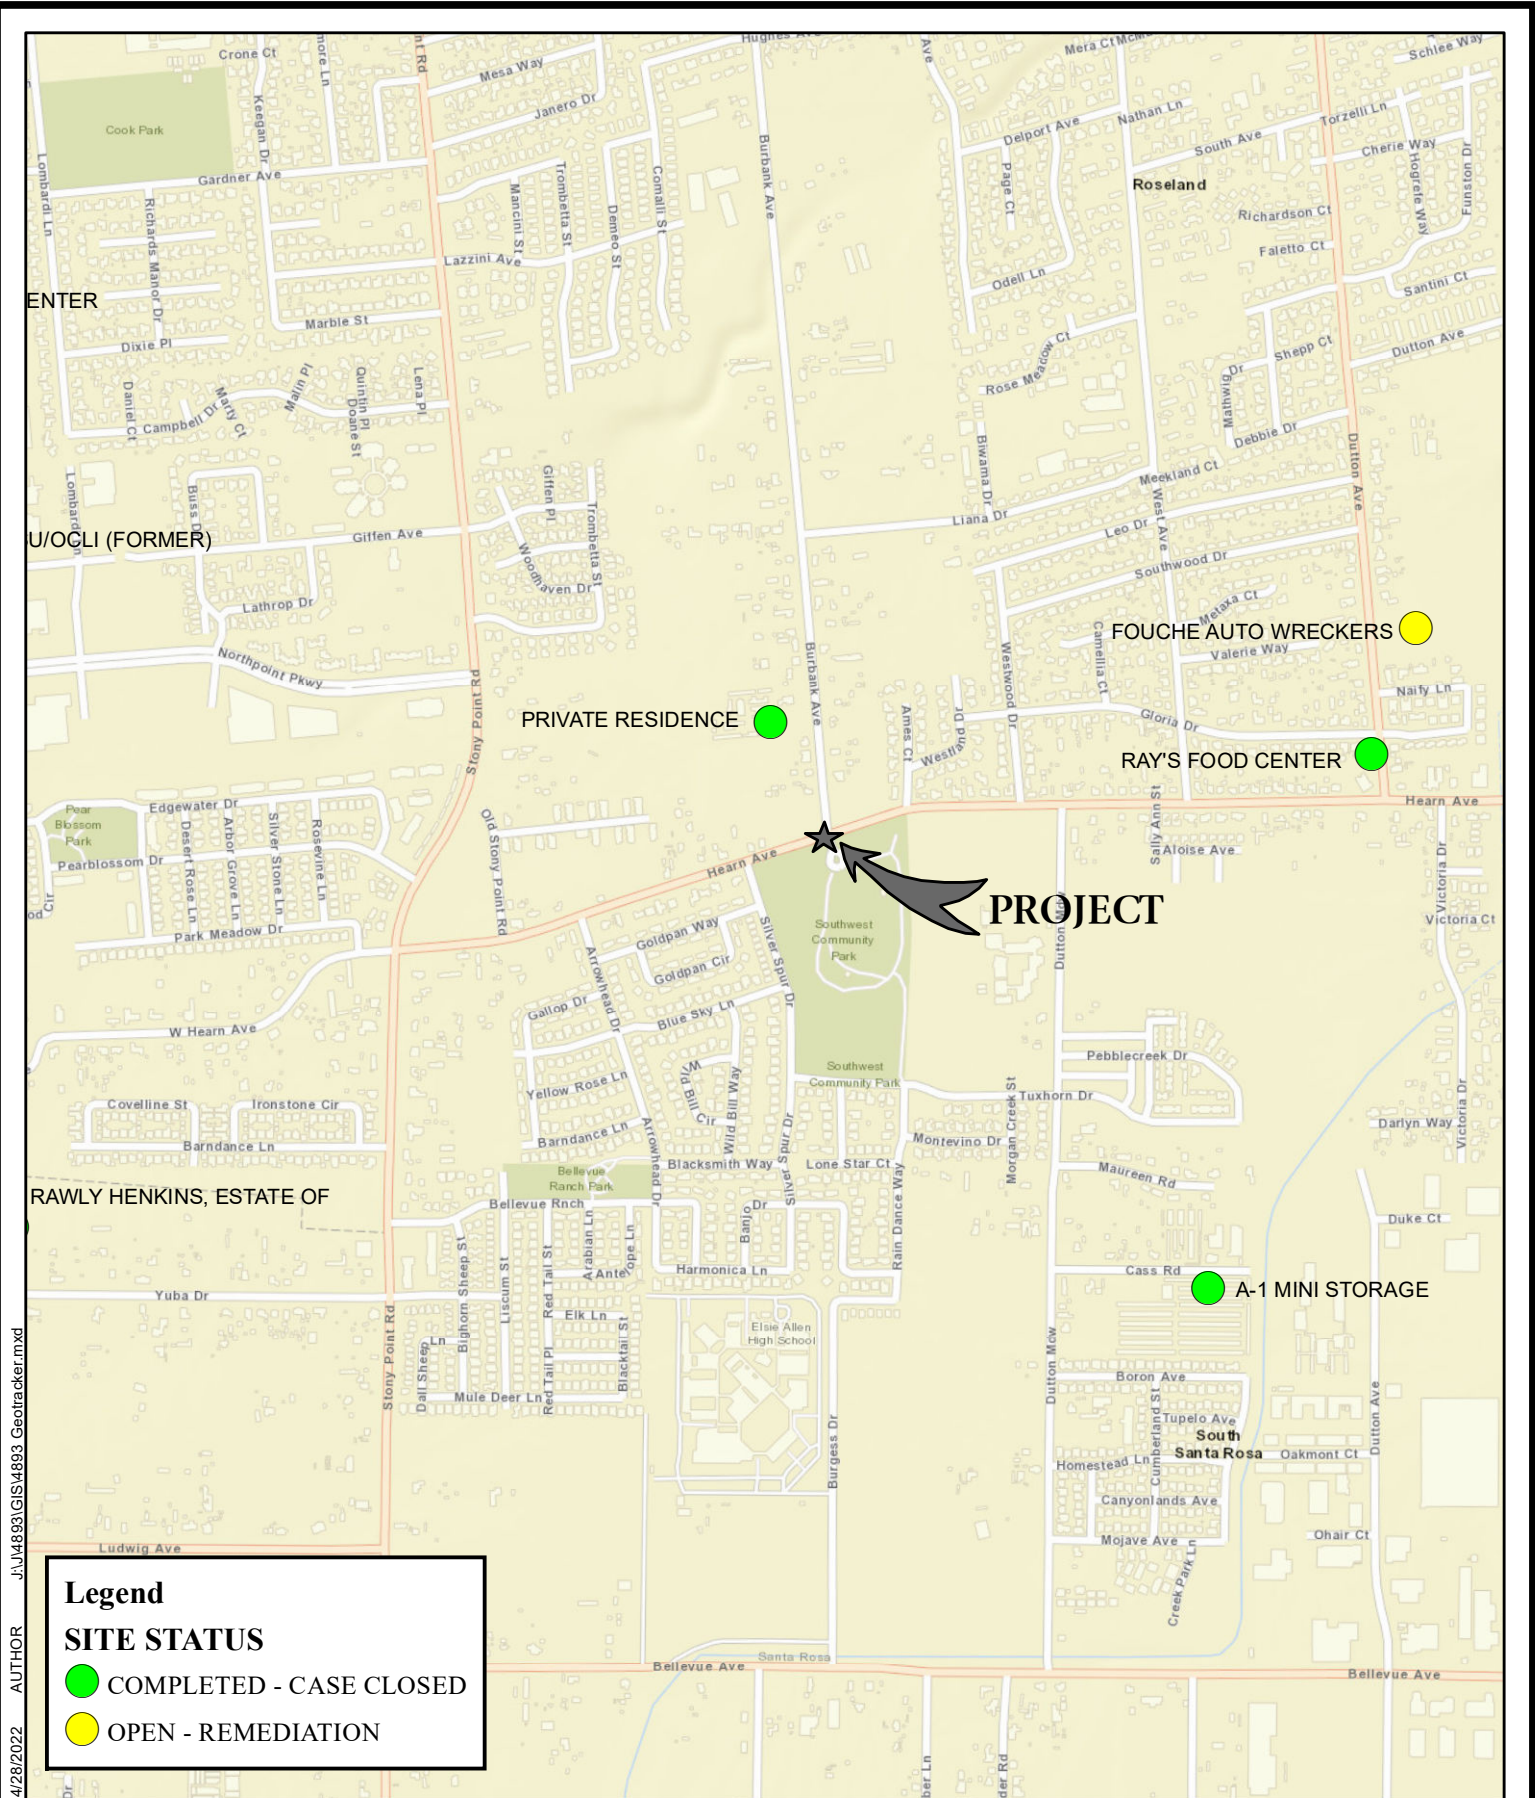 Hughes Ave
Crone Ct
Mesa Way
Mera Ct
Schlee Way
Janero Dr
Cook Park
Keegan Dr
Delport Ave
Nathan Ln
South Ave
Torzelli Ln
Cherie Way
Lombardi Ln
Gardner Ave
Burbank Ave
Page Ct
Roseland
Hogrefe Way
Funston Dr
Richards Manor Dr
Mancini St
Trombetta St
Demeo St
Comalli St
Richardson Ct
Faletto Ct
Lazzini Ave
Odell Ln
Santini Ct
ENTER
Marble St
Dixie Pl
Rose Meadow Ct
Shepp Ct
Dutton Ave
Mathwig Dr
Daniel Ct
Campbell Dr
Marty Ct
Malin Pl
Quintin Pl
Doane St
Lena Pl
Debbie Dr
Biwana Dr
Meekland Ct
Dutton Ave
Buss Dr
Giffen Pl
Trombetta St
Liana Dr
Leo Dr
West Ave
U/OCLI (FORMER)
Giffen Ave
Woodhaven Dr
Southwood Dr
Lathrop Dr
Metaxa Ct
FOUCHE AUTO WRECKERS
Camellia Ct
Valerie Way
Northpoint Pkwy
Stony Point Rd
Burbank Ave
Westwood Dr
Naify Ln
PRIVATE RESIDENCE
Ames Ct
Westland Dr
Gloria Dr
RAY'S FOOD CENTER
Hearn Ave
Pear
Blossom
Park
Edgewater Dr
Desert Rose Ln
Arbor Grove Ln
Silver Stone Ln
Rosevine Ln
Old Stony Point Rd
Sally Ann St
Aloise Ave
Pearblossom Dr
Hearn Ave
Victoria Dr
Victoria Ct
PROJECT
Dutton Mdw
Park Meadow Dr
Goldpan Way
Goldpan Cir
Silver Spur Dr
Southwest
Community
Park
Arrowhead Dr
Gallop Dr
Blue Sky Ln
W Hearn Ave
Pebblecreek Dr
Southwest
Community Park
Yellow Rose Ln
Wild Bill Cir
Wild Bill Way
Tuxhorn Dr
Morgan Creek St
Covelline St
Ironstone Cir
Barndance Ln
Barndance Ln
Arrowhead Dr
Silver Spur Dr
Montevino Dr
Darlyn Way
Victoria Dr
Blacksmith Way
Lone Star Ct
Maureen Rd
Bellevue
Ranch Park
RAWLY HENKINS, ESTATE OF
Bellevue Rnch
Banjo Dr
Rain Dance Way
Duke Ct
Bighorn Sheep St
Liscum St
Red Tail St
Arabian Ln
Antelope Ln
Harmonica Ln
Cass Rd
A-1 MINI STORAGE
Yuba Dr
Elk Ln
Elsie Allen
High School
Stony Point Rd
Dall Sheep Ln
Red Tail Pl
Blacktail St
Mule Deer Ln
Dutton Mdw
Boron Ave
Tupelo Ave
South
Santa Rosa
Cumberland St
Oakmont Ct
Dutton Ave
Burgess Dr
Homestead Ln
Canyonlands Ave
Ohair Ct
Mojave Ave
Creek Park Ln
Ludwig Ave
Santa Rosa
Bellevue Ave
Bellevue Ave
Legend
SITE STATUS
COMPLETED - CASE CLOSED
OPEN - REMEDIATION
J:\J\4893\GIS\4893 Geotracker.mxd
AUTHOR
4/28/2022